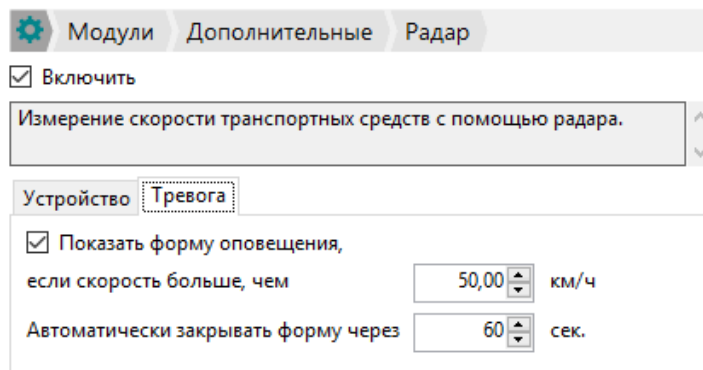 Модули Дополнительные Радар
Включить
Измерение скорости транспортных средств с помощью радара.
Устройство Тревога
Показать форму оповещения,
если скорость больше, чем 50,00 км/ч
Автоматически закрывать форму через 60 сек.